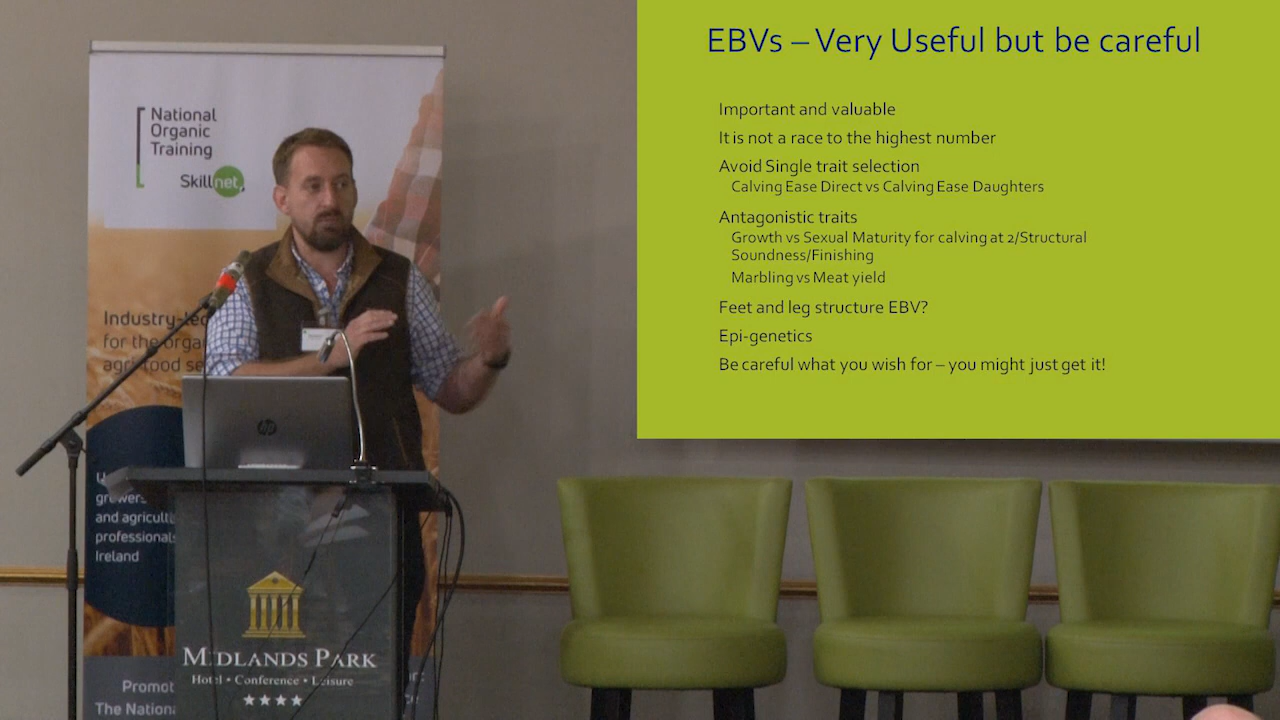 National
Organic
Training
Skillnet
Industry-led
for the orga
agri food se
growers
and agricult
professionals
Ireland
Promot
The Nationa
hp
MIDLANDS PARK
Hotel • Conference • Leisure
EBVs – Very Useful but be careful
Important and valuable
It is not a race to the highest number
Avoid Single trait selection
Calving Ease Direct vs Calving Ease Daughters
Antagonistic traits
Growth vs Sexual Maturity for calving at 2/Structural
Soundness/Finishing
Marbling vs Meat yield
Feet and leg structure EBV?
Epi-genetics
Be careful what you wish for – you might just get it!